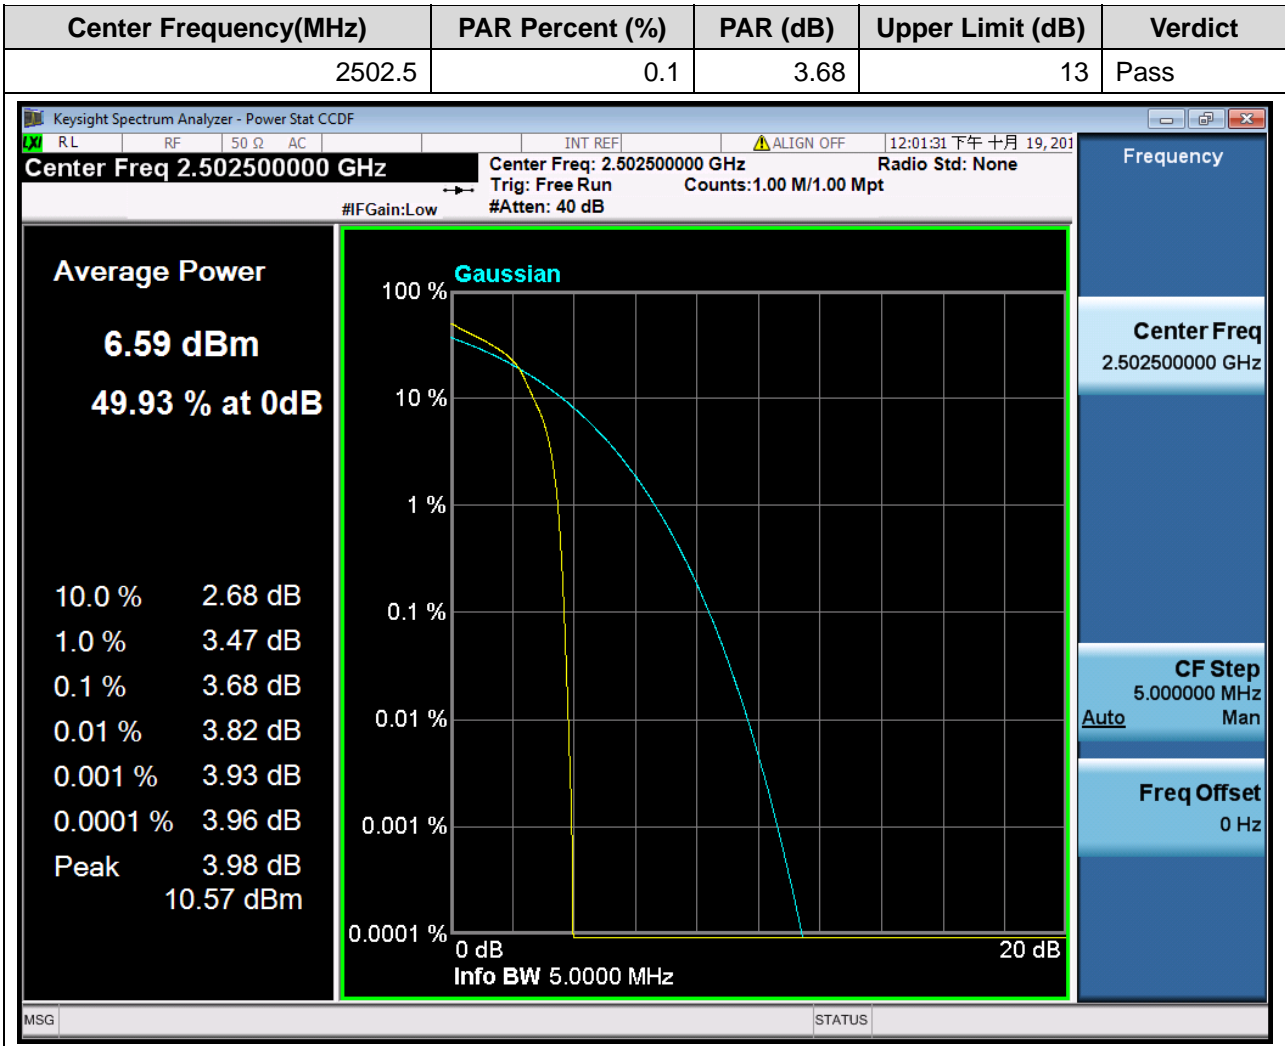 Center Frequency(MHz) PAR Percent (%) PAR (dB) Upper Limit (dB) Verdict
2502.5 0.1 3.68 13 Pass
Keysight Spectrum Analyzer - Power Stat CCDF
LXI RL RF 50 Ω AC INT REF ALIGN OFF 12:01:31 下午 十月 19, 201
Center Freq 2.502500000 GHz
Center Freq: 2.502500000 GHz Radio Std: None
Trig: Free Run Counts:1.00 M/1.00 Mpt
#IFGain:Low #Atten: 40 dB
Average Power
6.59 dBm
49.93 % at 0dB
10.0 % 2.68 dB
1.0 % 3.47 dB
0.1 % 3.68 dB
0.01 % 3.82 dB
0.001 % 3.93 dB
0.0001 % 3.96 dB
Peak 3.98 dB
10.57 dBm
Gaussian
100 %
10 %
1 %
0.1 %
0.01 %
0.001 %
0.0001 %
0 dB 20 dB
Info BW 5.0000 MHz
Frequency
Center Freq
2.502500000 GHz
CF Step
5.000000 MHz
Auto Man
Freq Offset
0 Hz
MSG STATUS